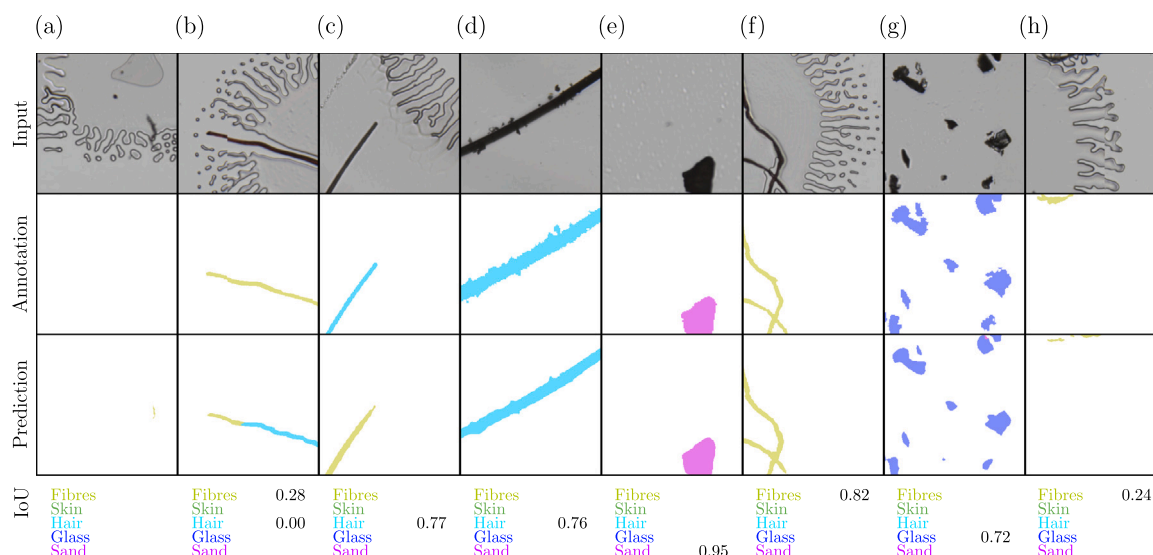 (a) (b) (c) (d) (e) (f) (g) (h)
Input
Annotation
Prediction
IoU
Fibres Fibres 0.28 Fibres Fibres Fibres Fibres 0.82 Fibres Fibres 0.24
Skin Skin Skin Skin Skin Skin Skin Skin
Hair Hair 0.00 Hair 0.77 Hair 0.76 Hair Hair Hair Hair
Glass Glass Glass Glass Glass Glass Glass 0.72 Glass
Sand Sand Sand Sand Sand 0.95 Sand Sand Sand